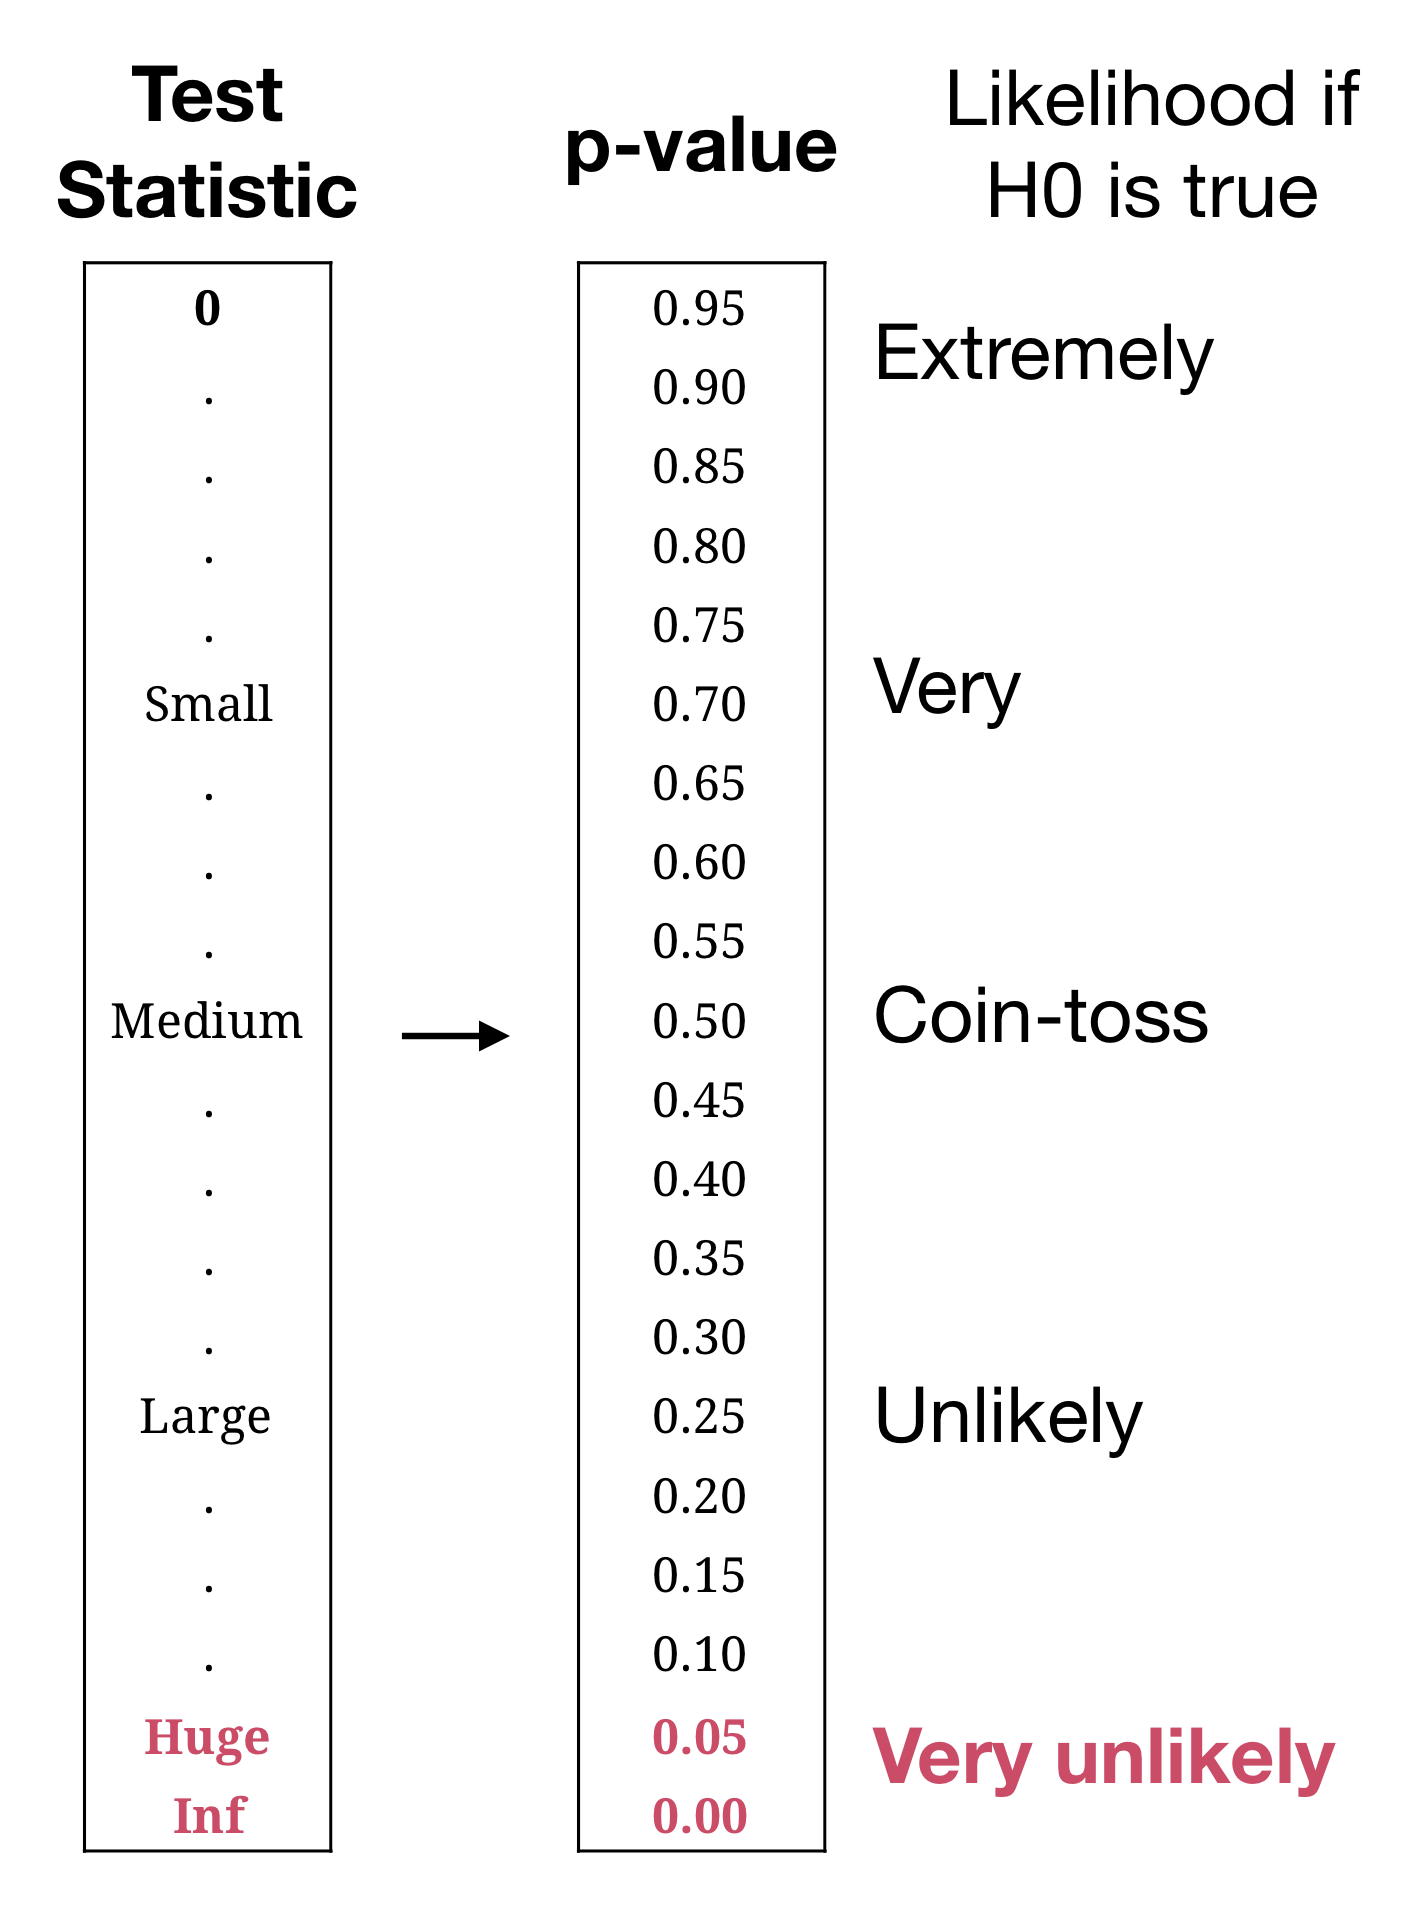 Test
Statistic
p-value
Likelihood if
H0 is true
0
.
.
.
.
Small
.
.
.
Medium
.
.
.
.
Large
.
.
.
Huge
Inf
0.95
0.90
0.85
0.80
0.75
0.70
0.65
0.60
0.55
0.50
0.45
0.40
0.35
0.30
0.25
0.20
0.15
0.10
0.05
0.00
Extremely
Very
Coin-toss
Unlikely
Very unlikely